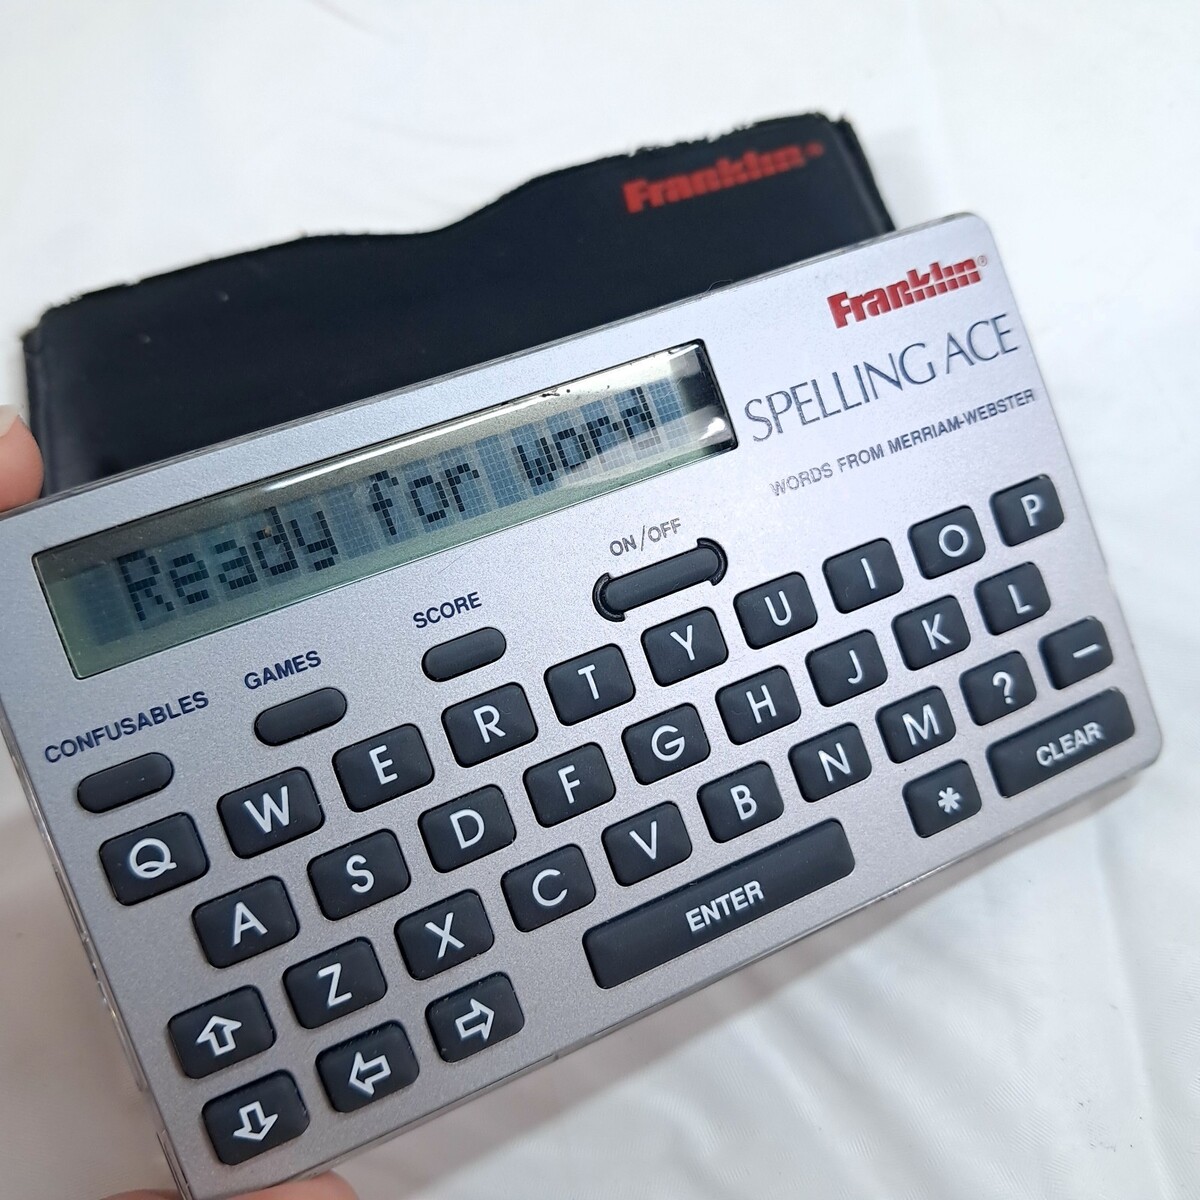 Franklin®
Franklin®
SPELLING ACE
WORDS FROM MERRIAM-WEBSTER
Ready for word
ON/OFF
SCORE
GAMES
CONFUSABLES
Q W E R T Y U I O P
A S D F G H J K L
Z X C V B N M ? –
ENTER * CLEAR